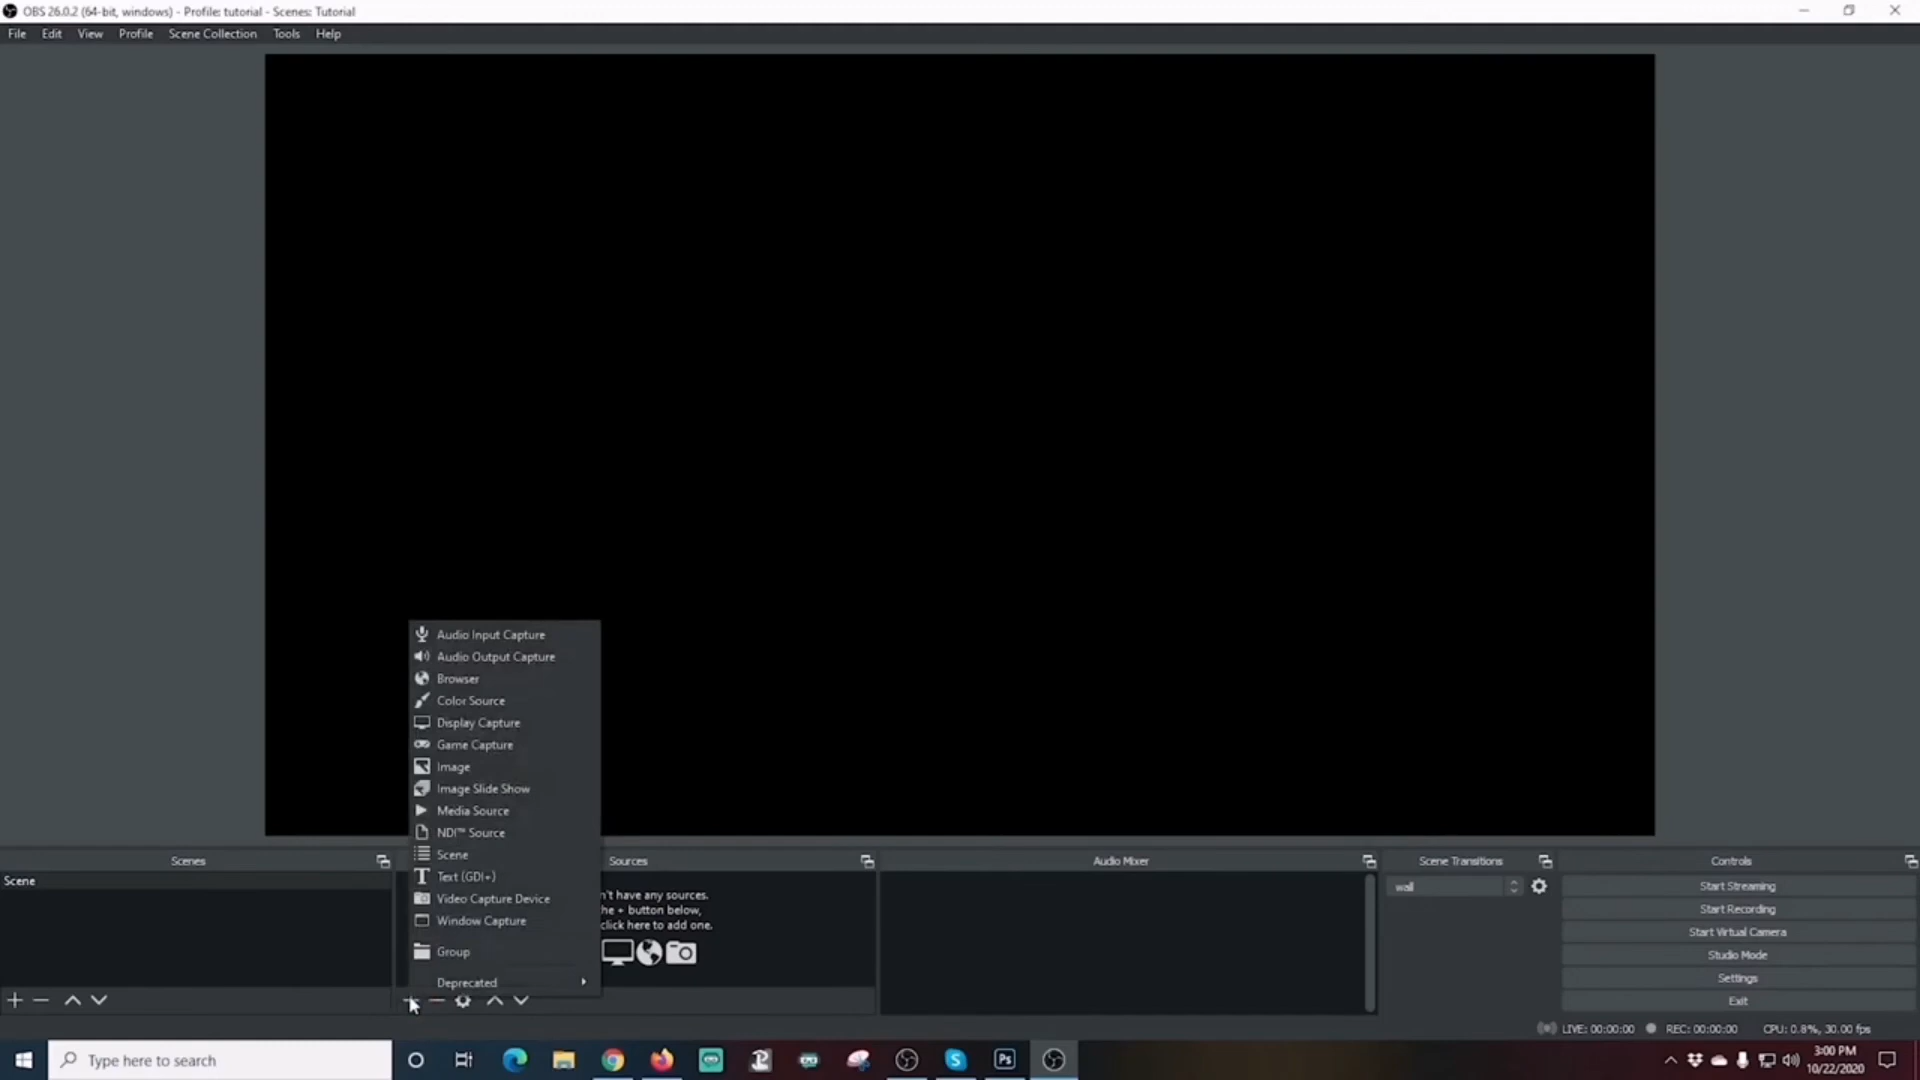 OBS 26.0.2 (64-bit, windows) - Profile: tutorial - Scenes: Tutorial
File Edit View Profile Scene Collection Tools Help
Audio Input Capture
Audio Output Capture
Browser
Color Source
Display Capture
Game Capture
Image
Image Slide Show
Media Source
NDI™ Source
Scene
Text (GDI+)
Video Capture Device
Window Capture
Group
Deprecated
Scenes
Scene
Sources
n't have any sources.
he + button below,
click here to add one.
Audio Mixer
Scene Transitions
wall
Controls
Start Streaming
Start Recording
Start Virtual Camera
Studio Mode
Settings
Exit
LIVE: 00:00:00 REC: 00:00:00 CPU: 0.8%, 30.00 fps
Type here to search
Ps
3:00 PM
10/22/2020